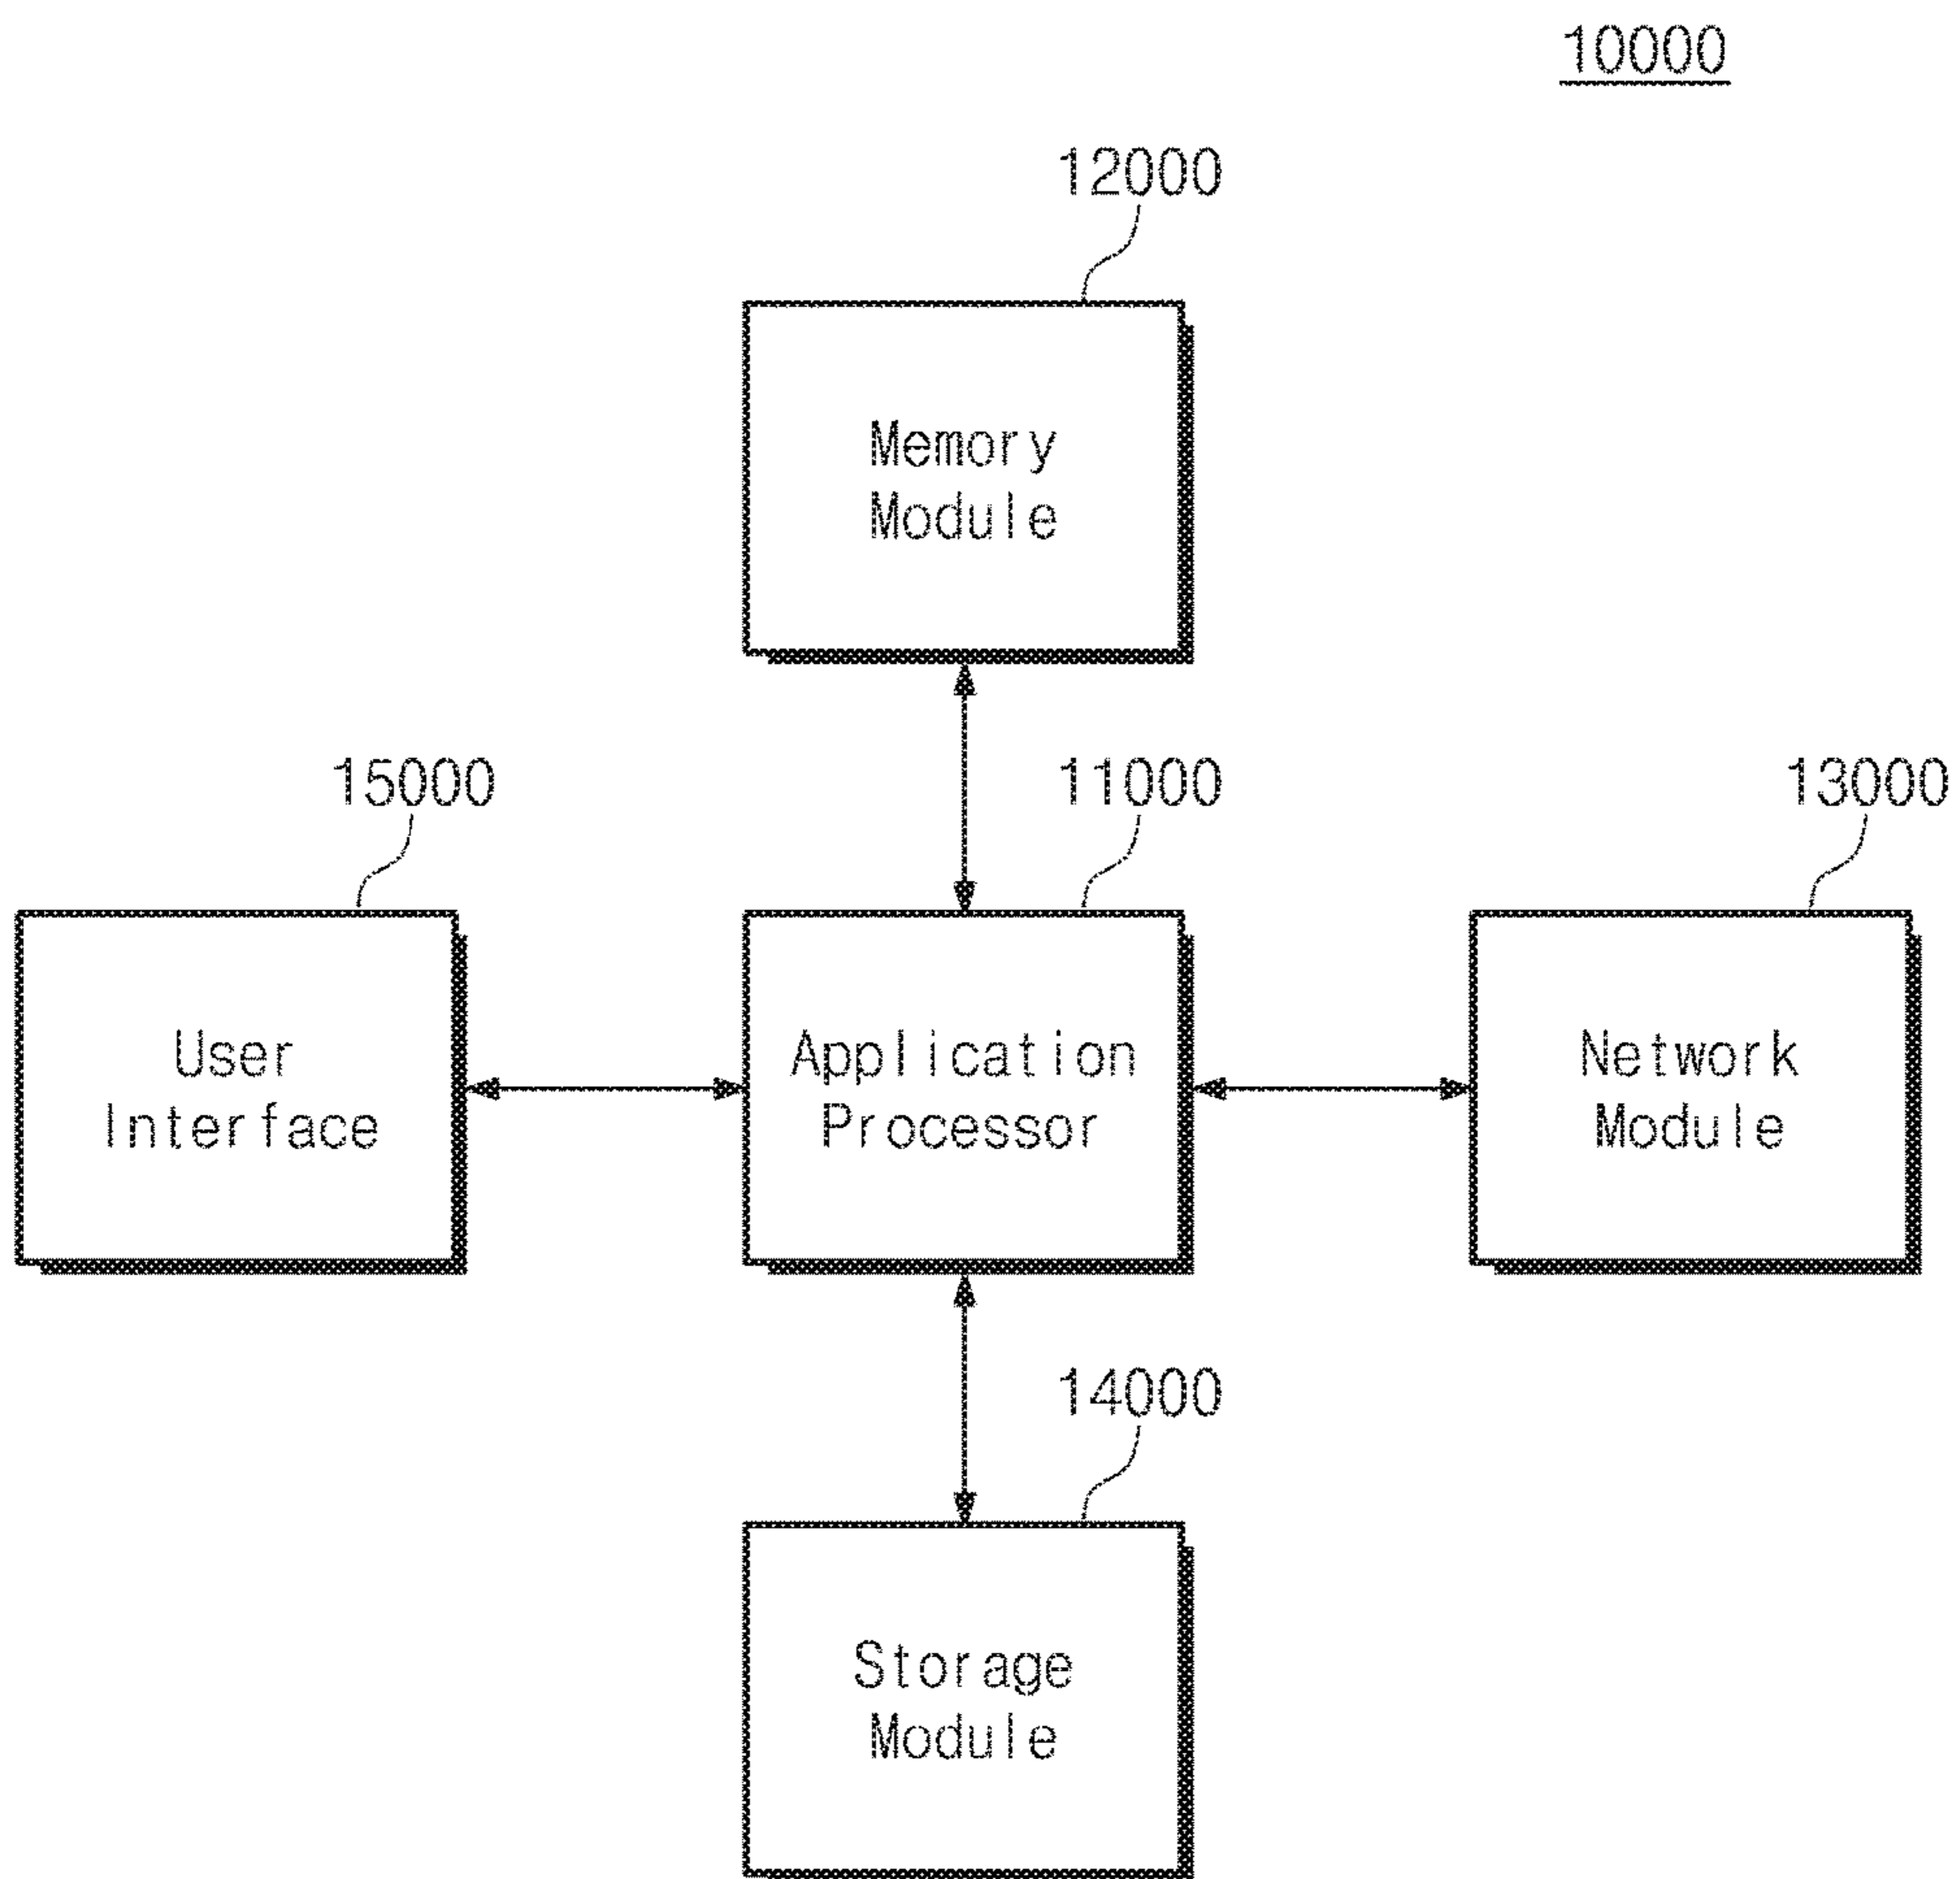 10000
12000
Memory
Module
15000
11000
13000
User
Interface
Application
Processor
Network
Module
14000
Storage
Module